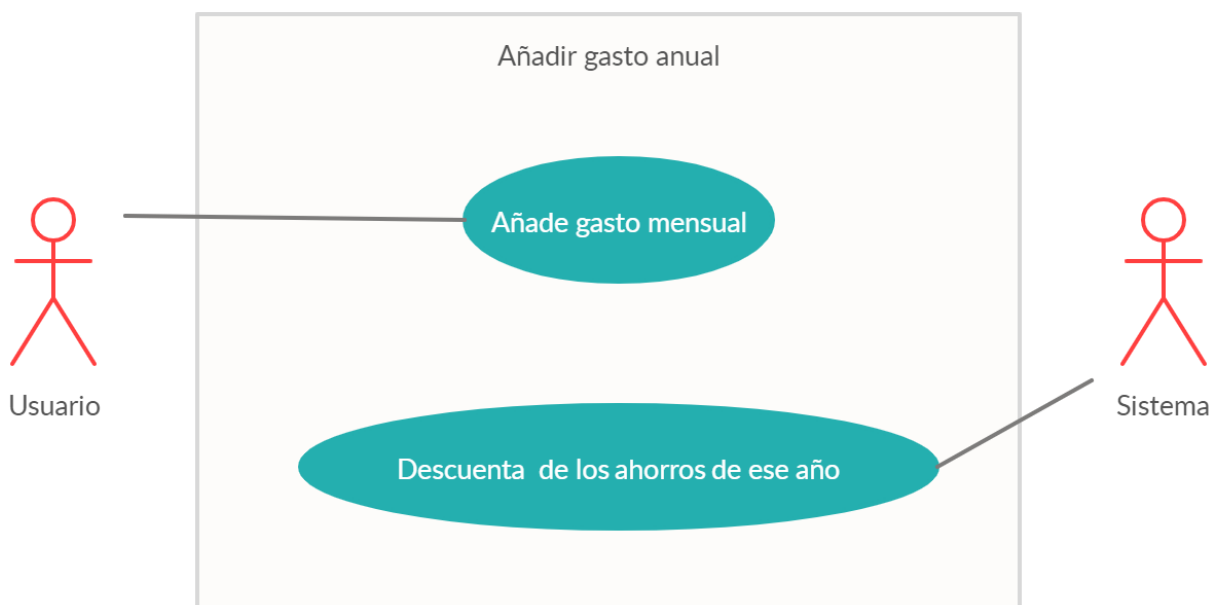 Añadir gasto anual
Añade gasto mensual
Usuario
Sistema
Descuenta  de los ahorros de ese año